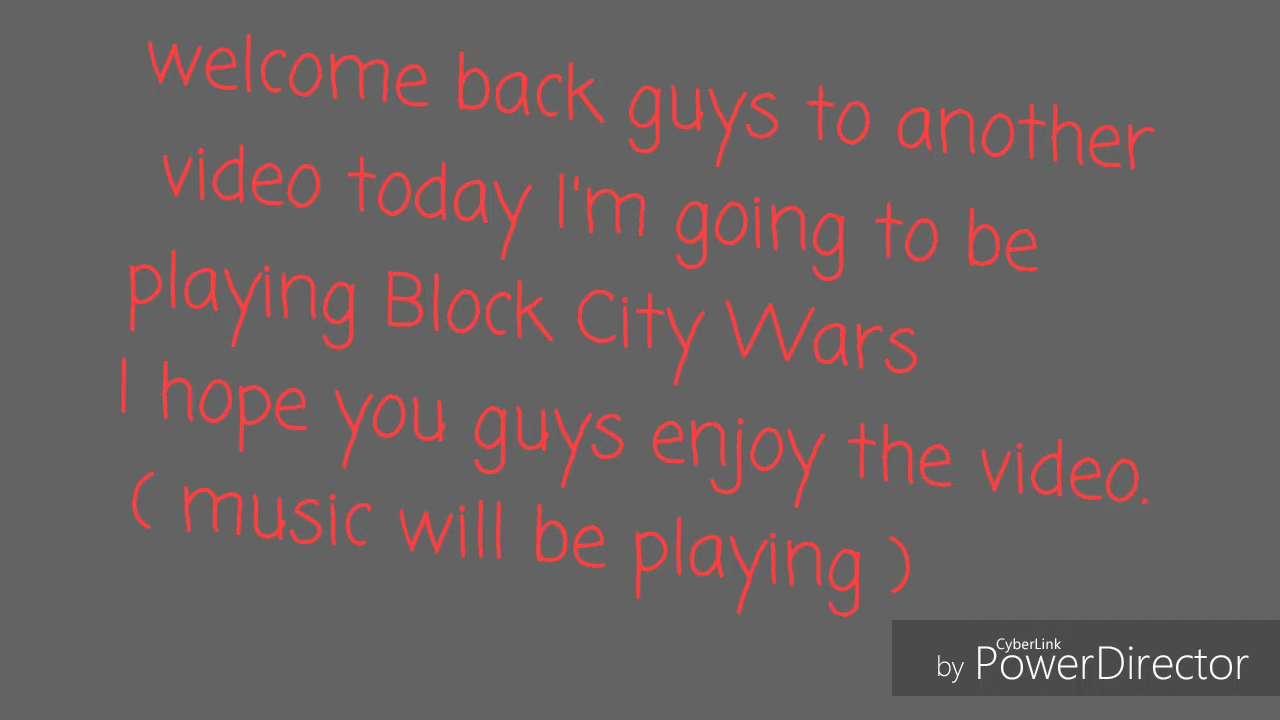 welcome back guys to another
video today I'm going to be
playing Block City Wars
I hope you guys enjoy the video.
( music will be playing )
by CyberLink PowerDirector